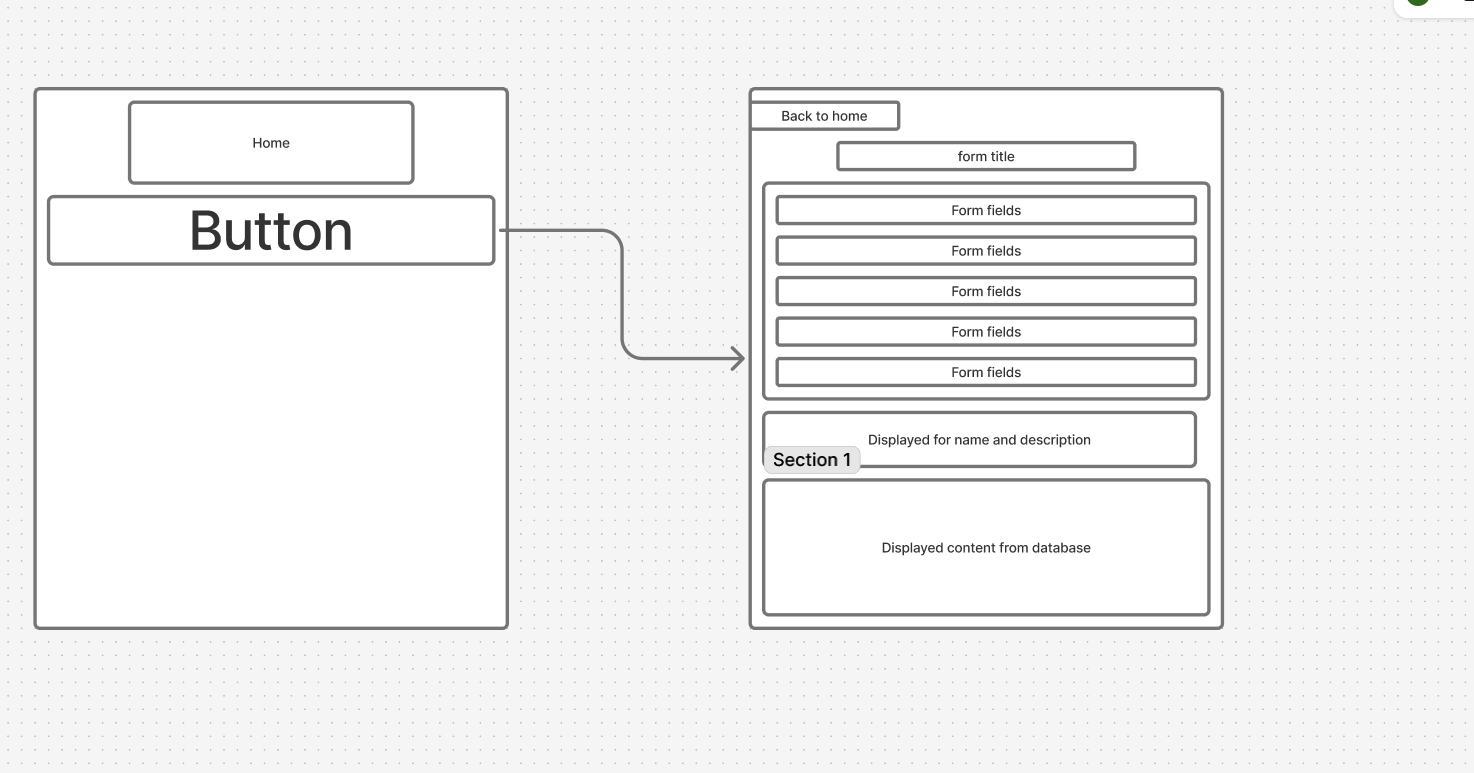 Home
Button
Back to home
form title
Form fields
Form fields
Form fields
Form fields
Form fields
Displayed for name and description
Section 1
Displayed content from database